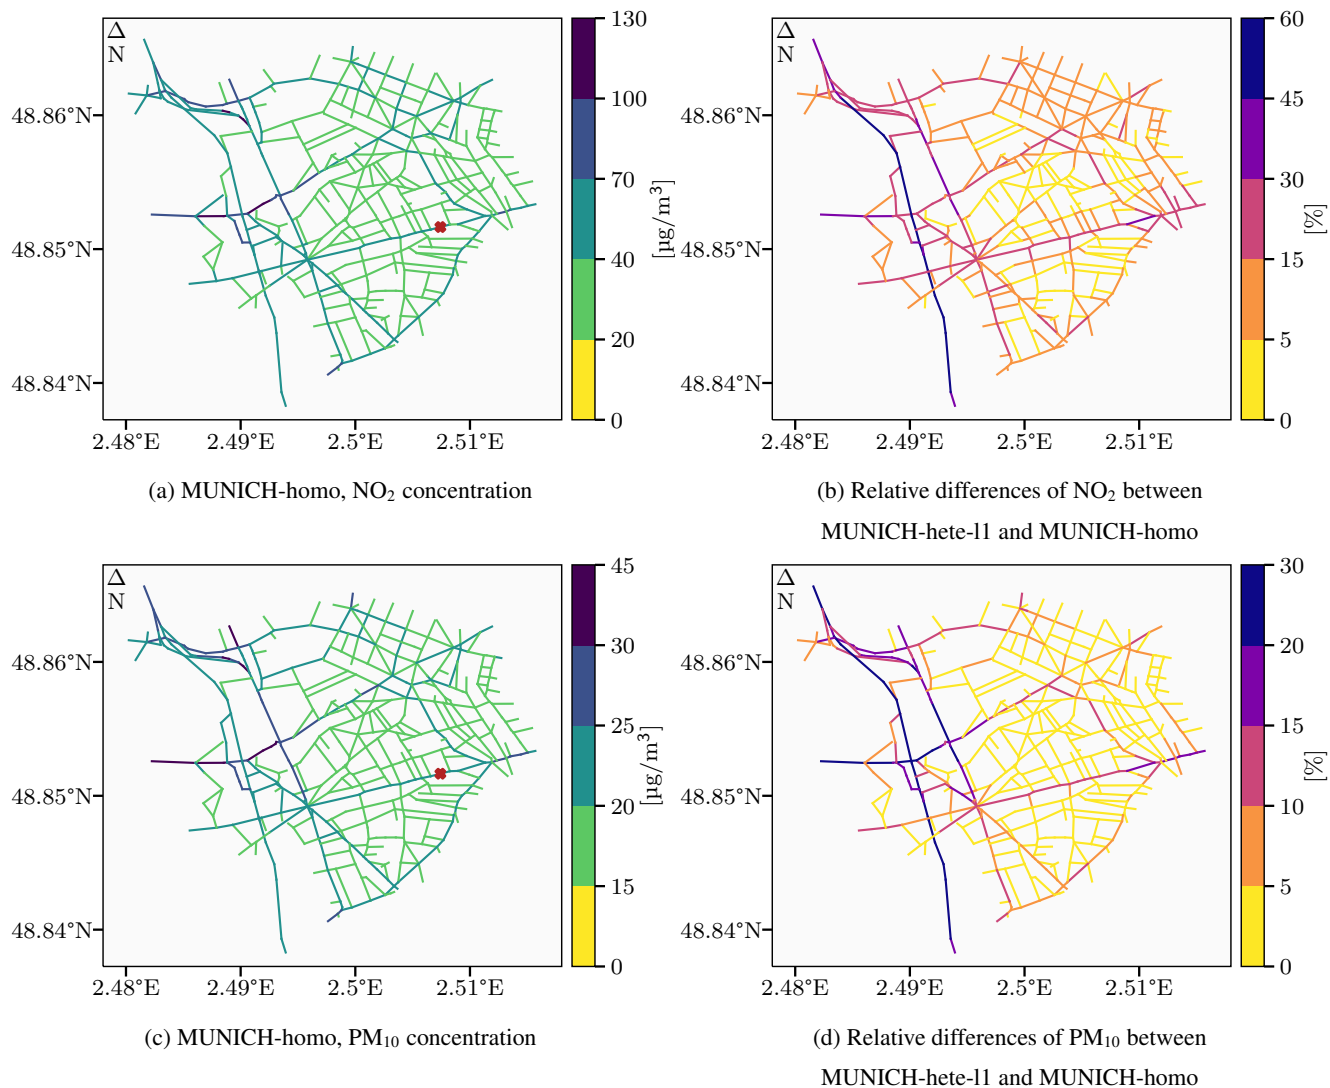 Δ
N
48.86°N
48.85°N
48.84°N
2.48°E 2.49°E 2.5°E 2.51°E
130
100
70
40
20
0
[µg/m³]
(a) MUNICH-homo, NO₂ concentration
Δ
N
48.86°N
48.85°N
48.84°N
2.48°E 2.49°E 2.5°E 2.51°E
60
45
30
15
5
0
[%]
(b) Relative differences of NO₂ between
MUNICH-hete-l1 and MUNICH-homo
Δ
N
48.86°N
48.85°N
48.84°N
2.48°E 2.49°E 2.5°E 2.51°E
45
30
25
20
15
0
[µg/m³]
(c) MUNICH-homo, PM₁₀ concentration
Δ
N
48.86°N
48.85°N
48.84°N
2.48°E 2.49°E 2.5°E 2.51°E
30
20
15
10
5
0
[%]
(d) Relative differences of PM₁₀ between
MUNICH-hete-l1 and MUNICH-homo